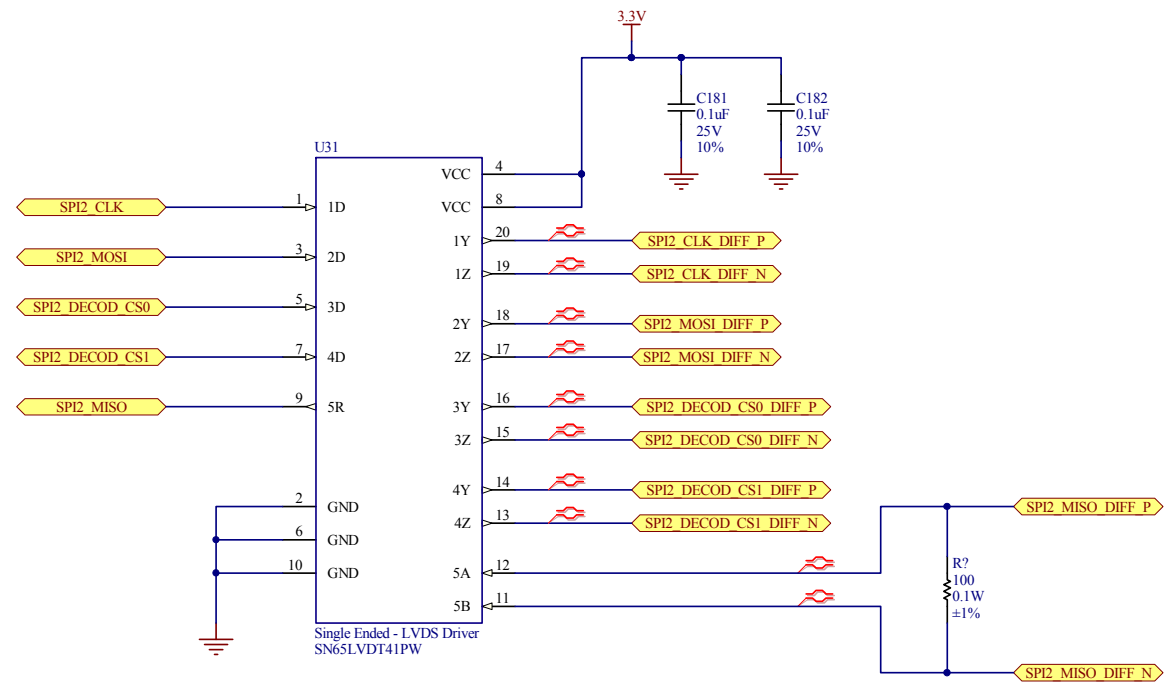 3.3V
C181
0.1uF
25V
10%
C182
0.1uF
25V
10%
U31
VCC 4
SPI2_CLK 1 1D
VCC 8
1Y 20 SPI2_CLK_DIFF_P
SPI2_MOSI 3 2D
1Z 19 SPI2_CLK_DIFF_N
SPI2_DECOD_CS0 5 3D
2Y 18 SPI2_MOSI_DIFF_P
SPI2_DECOD_CS1 7 4D
2Z 17 SPI2_MOSI_DIFF_N
SPI2_MISO 9 5R
3Y 16 SPI2_DECOD_CS0_DIFF_P
3Z 15 SPI2_DECOD_CS0_DIFF_N
4Y 14 SPI2_DECOD_CS1_DIFF_P
2 GND
4Z 13 SPI2_DECOD_CS1_DIFF_N
SPI2_MISO_DIFF_P
6 GND
10 GND
5A 12
R?
100
0.1W
±1%
5B 11
Single Ended - LVDS Driver
SN65LVDT41PW
SPI2_MISO_DIFF_N